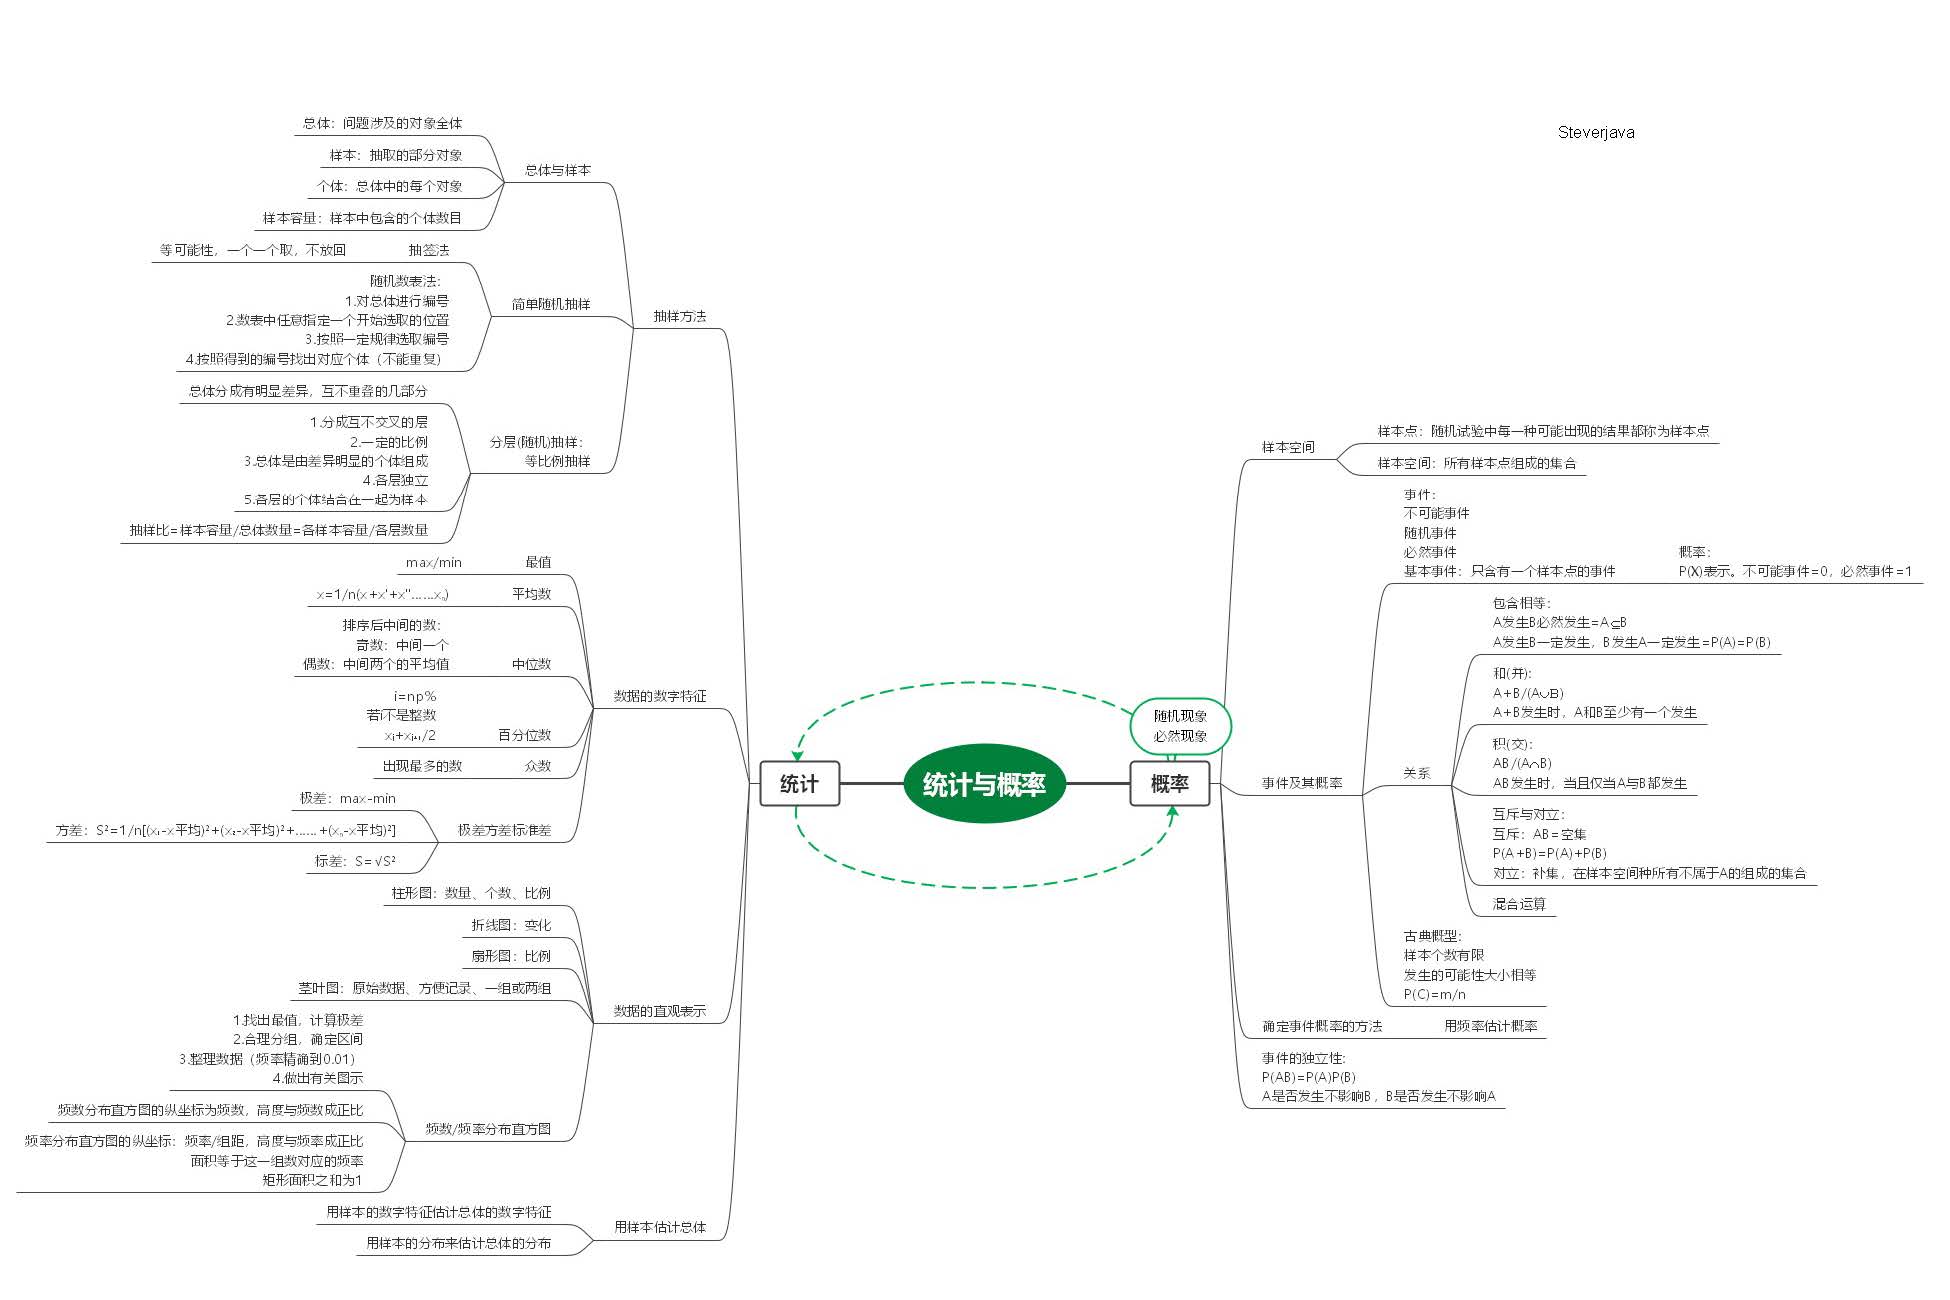 Steverjava
统计与概率
统计
抽样方法
总体与样本
总体：问题涉及的对象全体
样本：抽取的部分对象
个体：总体中的每个对象
样本容量：样本中包含的个体数目
简单随机抽样
抽签法
等可能性，一个一个取，不放回
随机数表法：
1.对总体进行编号
2.数表中任意指定一个开始选取的位置
3.按照一定规律选取编号
4.按照得到的编号找出对应个体（不能重复）
分层(随机)抽样：
等比例抽样
总体分成有明显差异，互不重叠的几部分
1.分成互不交叉的层
2.一定的比例
3.总体是由差异明显的个体组成
4.各层独立
5.各层的个体结合在一起为样本
抽样比=样本容量/总体数量=各样本容量/各层数量
数据的数字特征
最值
max/min
平均数
x=1/n(x+x'+x''......xₙ)
中位数
排序后中间的数：
奇数：中间一个
偶数：中间两个的平均值
百分位数
i=np%
若i不是整数
xᵢ+xᵢ₊₁/2
众数
出现最多的数
极差方差标准差
极差：max-min
方差：S²=1/n[(x₁-x平均)²+(x₂-x平均)²+......+(xₙ-x平均)²]
标差：S=√S²
数据的直观表示
柱形图：数量、个数、比例
折线图：变化
扇形图：比例
茎叶图：原始数据、方便记录、一组或两组
频数/频率分布直方图
1.找出最值，计算极差
2.合理分组，确定区间
3.整理数据（频率精确到0.01）
4.做出有关图示
频数分布直方图的纵坐标为频数，高度与频数成正比
频率分布直方图的纵坐标：频率/组距，高度与频率成正比
面积等于这一组数对应的频率
矩形面积之和为1
用样本估计总体
用样本的数字特征估计总体的数字特征
用样本的分布来估计总体的分布
随机现象
必然现象
概率
样本空间
样本点：随机试验中每一种可能出现的结果都称为样本点
样本空间：所有样本点组成的集合
事件及其概率
事件：
不可能事件
随机事件
必然事件
基本事件：只含有一个样本点的事件
概率：
P(X)表示。不可能事件=0，必然事件=1
关系
包含相等：
A发生B必然发生=A⊆B
A发生B一定发生，B发生A一定发生=P(A)=P(B)
和(并):
A+B/(A∪B)
A+B发生时，A和B至少有一个发生
积(交):
AB/(A∩B)
AB发生时，当且仅当A与B都发生
互斥与对立：
互斥：AB=空集
P(A+B)=P(A)+P(B)
对立：补集，在样本空间种所有不属于A的组成的集合
混合运算
古典概型：
样本个数有限
发生的可能性大小相等
P(C)=m/n
确定事件概率的方法
用频率估计概率
事件的独立性：
P(AB)=P(A)P(B)
A是否发生不影响B，B是否发生不影响A